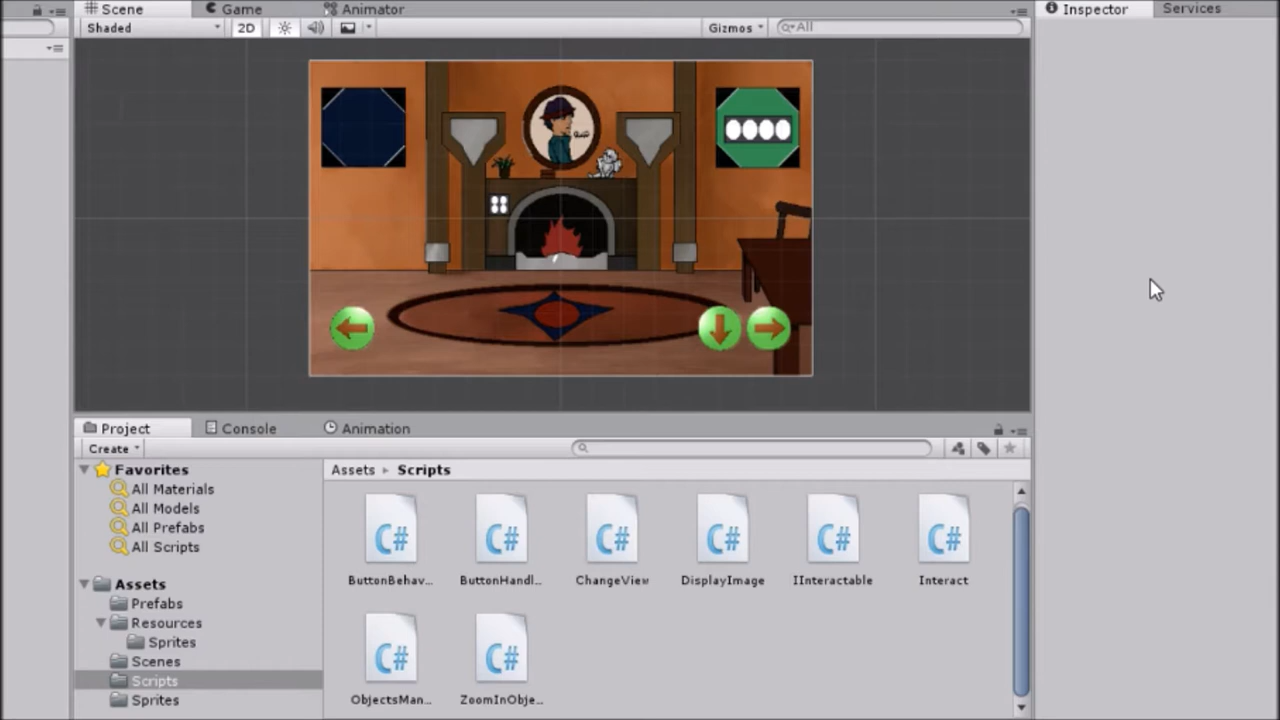 Scene Game Animator Inspector Services
Shaded 2D Gizmos All
Project Console Animation
Create
Favorites Assets Scripts
All Materials
All Models
All Prefabs
All Scripts
C# C# C# C# C# C#
ButtonBehav... ButtonHandl... ChangeView DisplayImage IInteractable Interact
Assets
Prefabs
Resources
Sprites
Scenes
Scripts
Sprites
C# C#
ObjectsMan... ZoomInObje...